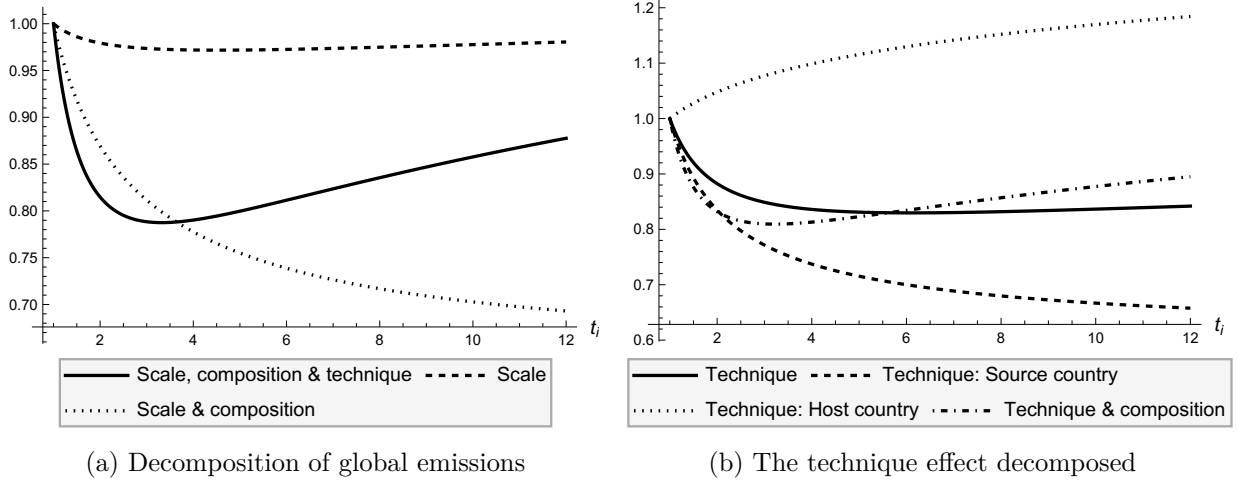 1.00
0.95
0.90
0.85
0.80
0.75
0.70
2 4 6 8 10 12
t_i
Scale, composition & technique Scale
Scale & composition
(a) Decomposition of global emissions
1.2
1.1
1.0
0.9
0.8
0.7
0.6
2 4 6 8 10 12
t_i
Technique Technique: Source country
Technique: Host country Technique & composition
(b) The technique effect decomposed